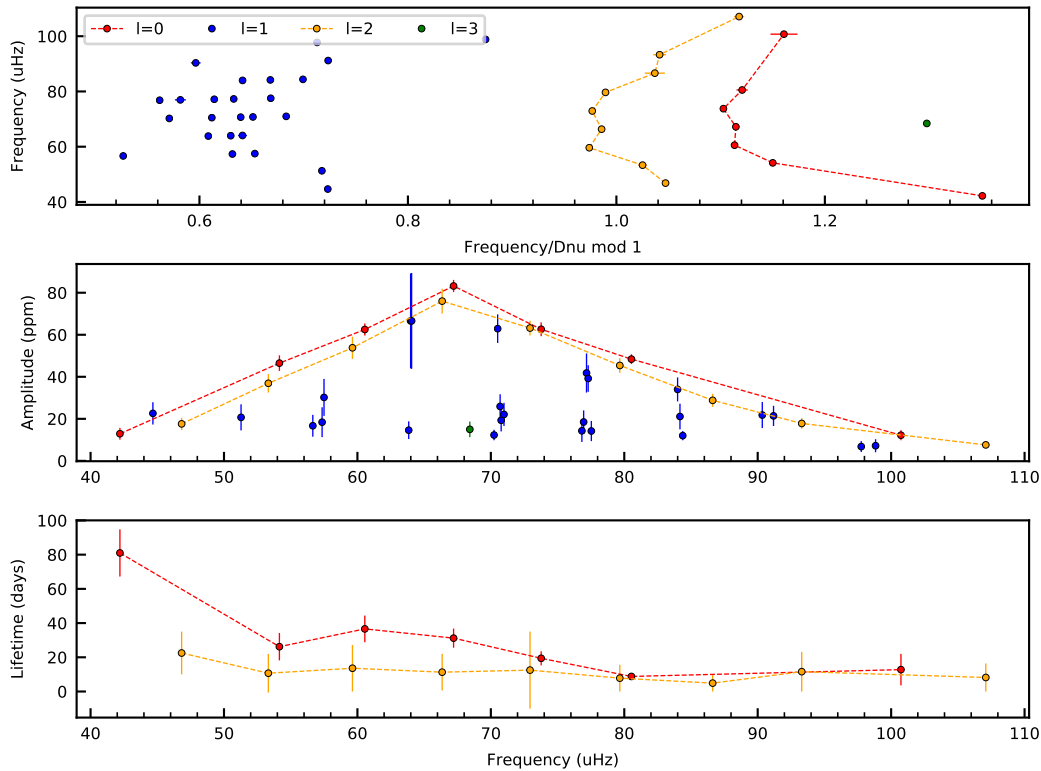 l=0 l=1 l=2 l=3
Frequency (uHz)
100
80
60
40
0.6 0.8 1.0 1.2
Frequency/Dnu mod 1
Amplitude (ppm)
80
60
40
20
0
40 50 60 70 80 90 100 110
Lifetime (days)
100
80
60
40
20
0
40 50 60 70 80 90 100 110
Frequency (uHz)